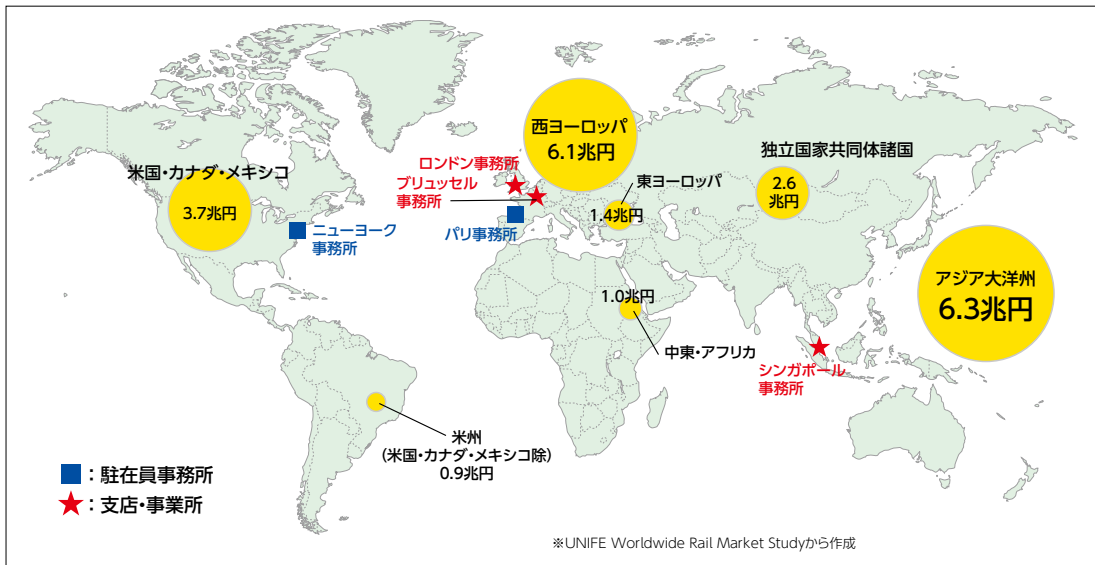 米国・カナダ・メキシコ
3.7兆円
ニューヨーク
事務所
ロンドン事務所
ブリュッセル
事務所
パリ事務所
西ヨーロッパ
6.1兆円
東ヨーロッパ
1.4兆円
独立国家共同体諸国
2.6
兆円
アジア大洋州
6.3兆円
1.0兆円
中東・アフリカ
シンガポール
事務所
米州
(米国・カナダ・メキシコ除)
0.9兆円
:駐在員事務所
:支店・事業所
※UNIFE Worldwide Rail Market Studyから作成